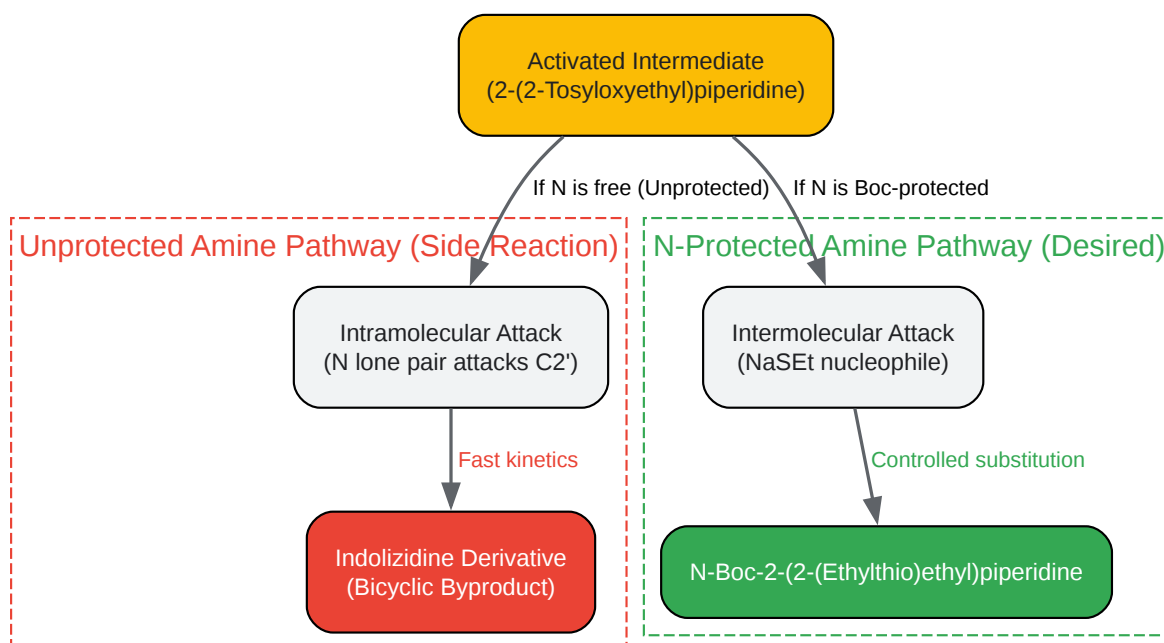 Activated Intermediate
(2-(2-Tosyloxyethyl)piperidine)
If N is free (Unprotected)
If N is Boc-protected
Unprotected Amine Pathway (Side Reaction)
N-Protected Amine Pathway (Desired)
Intramolecular Attack
(N lone pair attacks C2')
Intermolecular Attack
(NaSEt nucleophile)
Fast kinetics
Controlled substitution
Indolizidine Derivative
(Bicyclic Byproduct)
N-Boc-2-(2-(Ethylthio)ethyl)piperidine